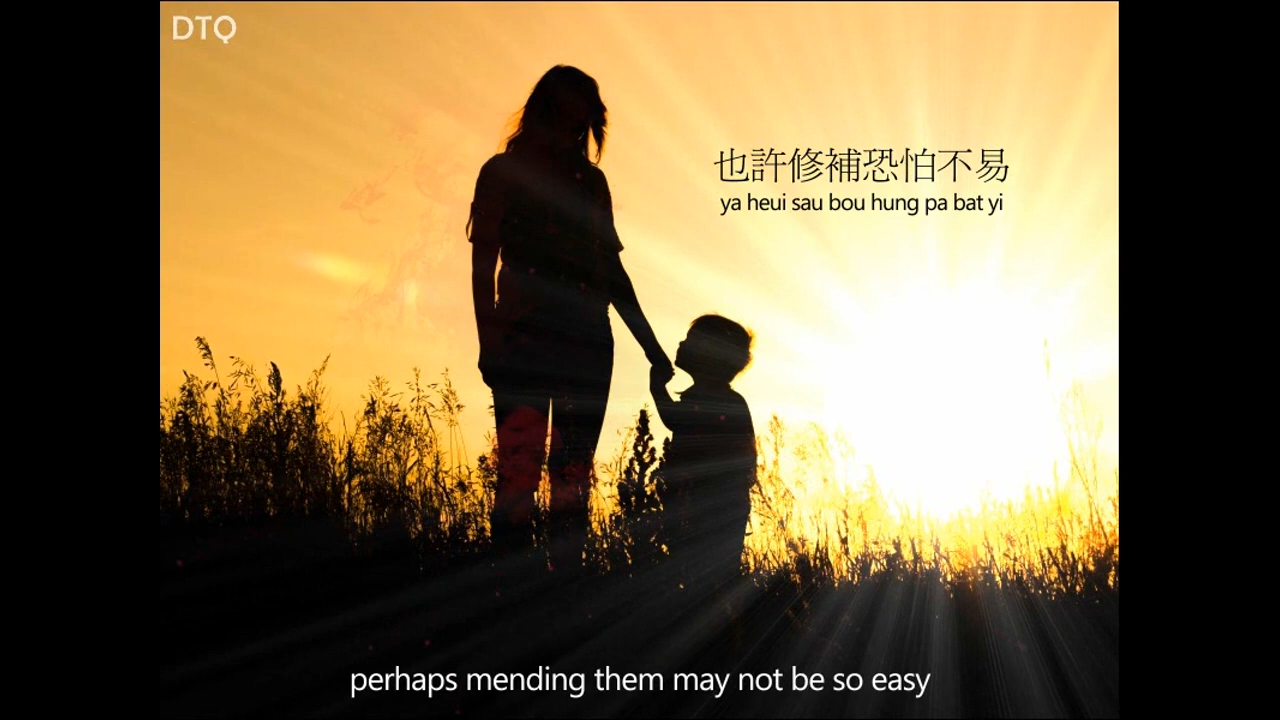 DTQ
也許修補恐怕不易
ya heui sau bou hung pa bat yi
perhaps mending them may not be so easy